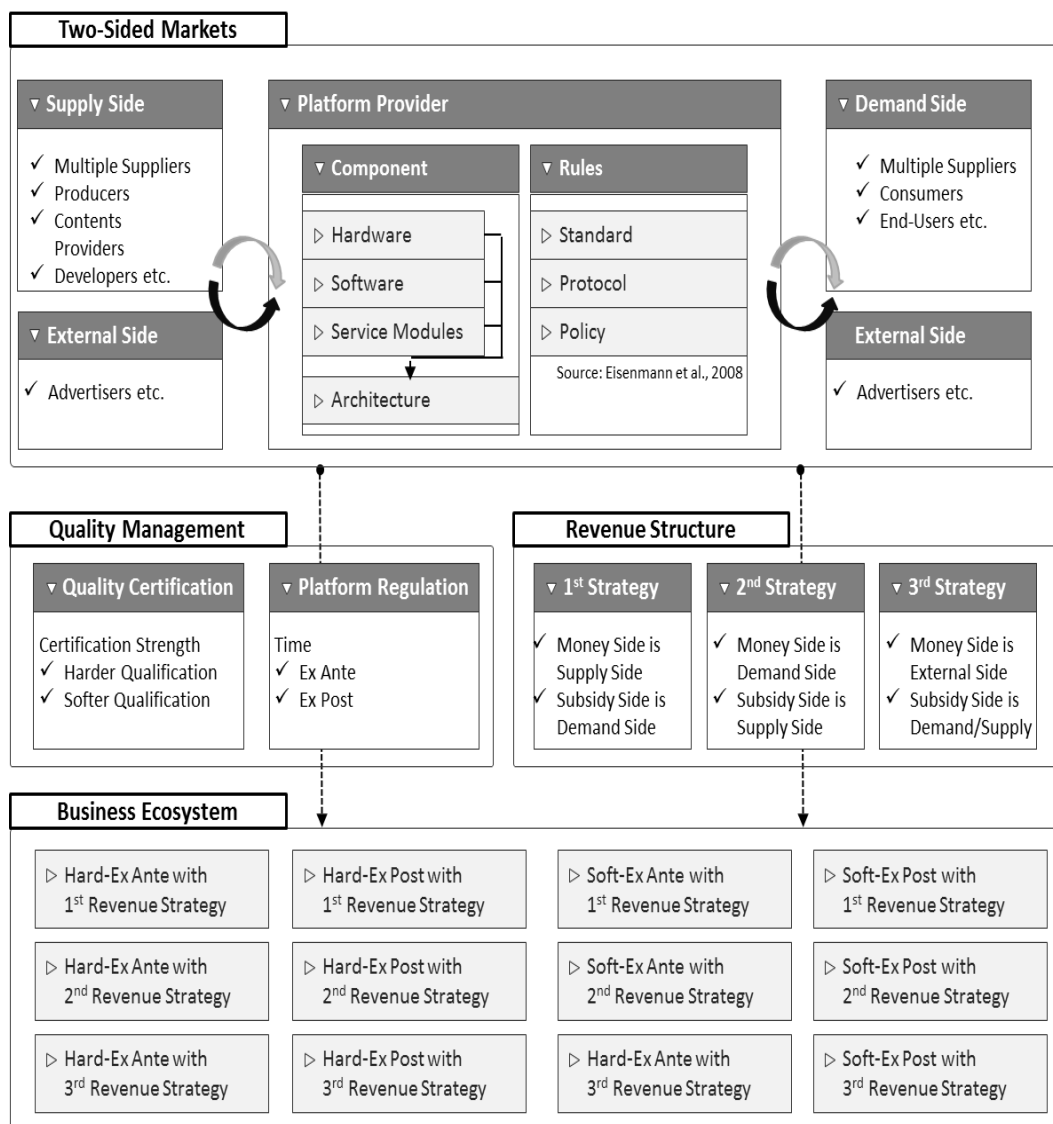 Two-Sided Markets
▼ Supply Side
✓ Multiple Suppliers
✓ Producers
✓ Contents
Providers
✓ Developers etc.
▼ External Side
✓ Advertisers etc.
▼ Platform Provider
▼ Component
▷ Hardware
▷ Software
▷ Service Modules
▷ Architecture
▼ Rules
▷ Standard
▷ Protocol
▷ Policy
Source: Eisenmann et al., 2008
▼ Demand Side
✓ Multiple Suppliers
✓ Consumers
✓ End-Users etc.
External Side
✓ Advertisers etc.
Quality Management
▼ Quality Certification
Certification Strength
✓ Harder Qualification
✓ Softer Qualification
▼ Platform Regulation
Time
✓ Ex Ante
✓ Ex Post
Revenue Structure
▼ 1st Strategy
✓ Money Side is
Supply Side
✓ Subsidy Side is
Demand Side
▼ 2nd Strategy
✓ Money Side is
Demand Side
✓ Subsidy Side is
Supply Side
▼ 3rd Strategy
✓ Money Side is
External Side
✓ Subsidy Side is
Demand/Supply
Business Ecosystem
▷ Hard-Ex Ante with
1st Revenue Strategy
▷ Hard-Ex Post with
1st Revenue Strategy
▷ Soft-Ex Ante with
1st Revenue Strategy
▷ Soft-Ex Post with
1st Revenue Strategy
▷ Hard-Ex Ante with
2nd Revenue Strategy
▷ Hard-Ex Post with
2nd Revenue Strategy
▷ Soft-Ex Ante with
2nd Revenue Strategy
▷ Soft-Ex Post with
2nd Revenue Strategy
▷ Hard-Ex Ante with
3rd Revenue Strategy
▷ Hard-Ex Post with
3rd Revenue Strategy
▷ Hard-Ex Ante with
3rd Revenue Strategy
▷ Soft-Ex Post with
3rd Revenue Strategy